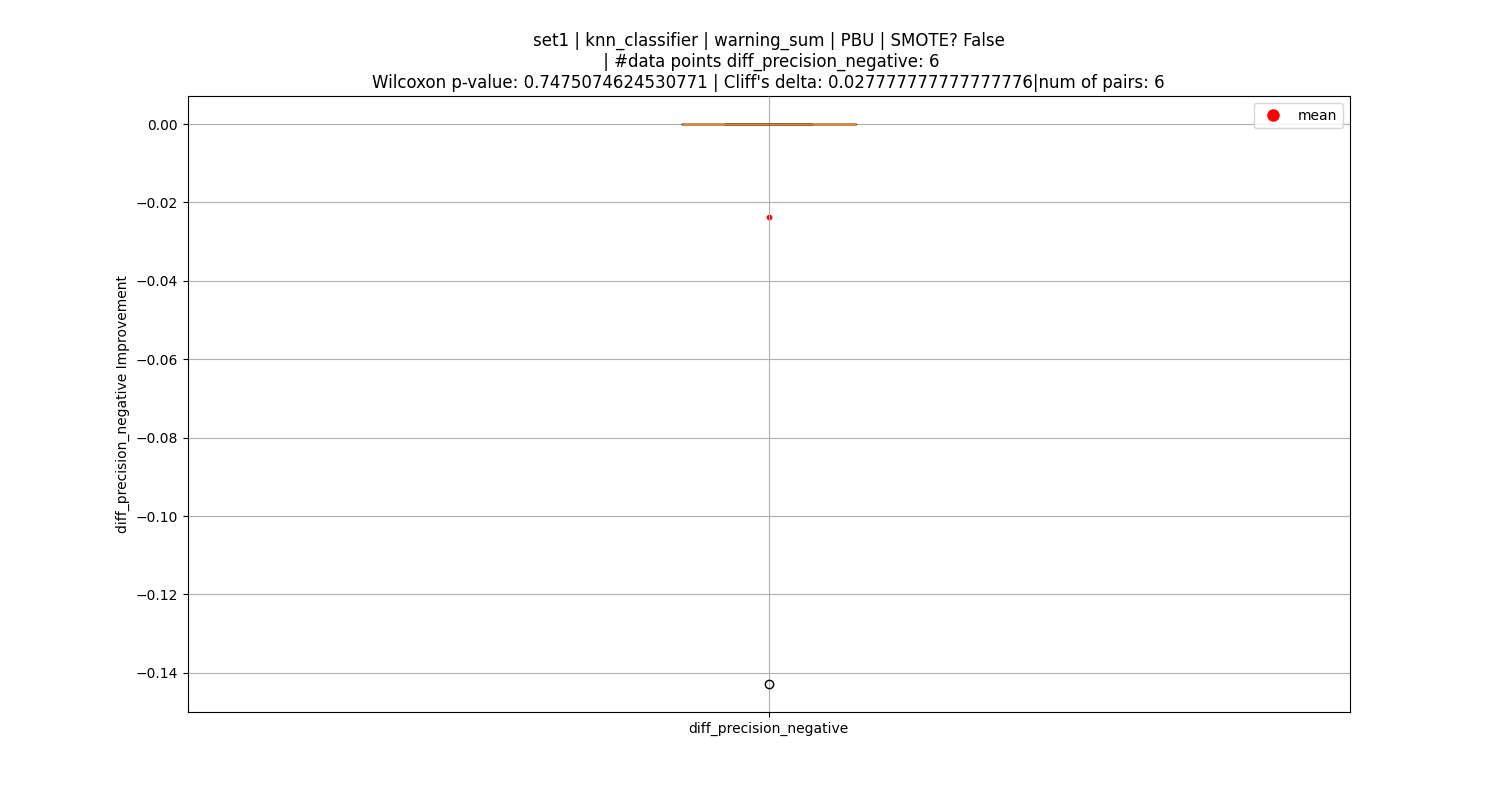 set1 | knn_classifier | warning_sum | PBU | SMOTE? False
| #data points diff_precision_negative: 6
Wilcoxon p-value: 0.7475074624530771 | Cliff's delta: 0.027777777777777776|num of pairs: 6
mean
0.00
−0.02
−0.04
−0.06
−0.08
−0.10
−0.12
−0.14
diff_precision_negative Improvement
diff_precision_negative